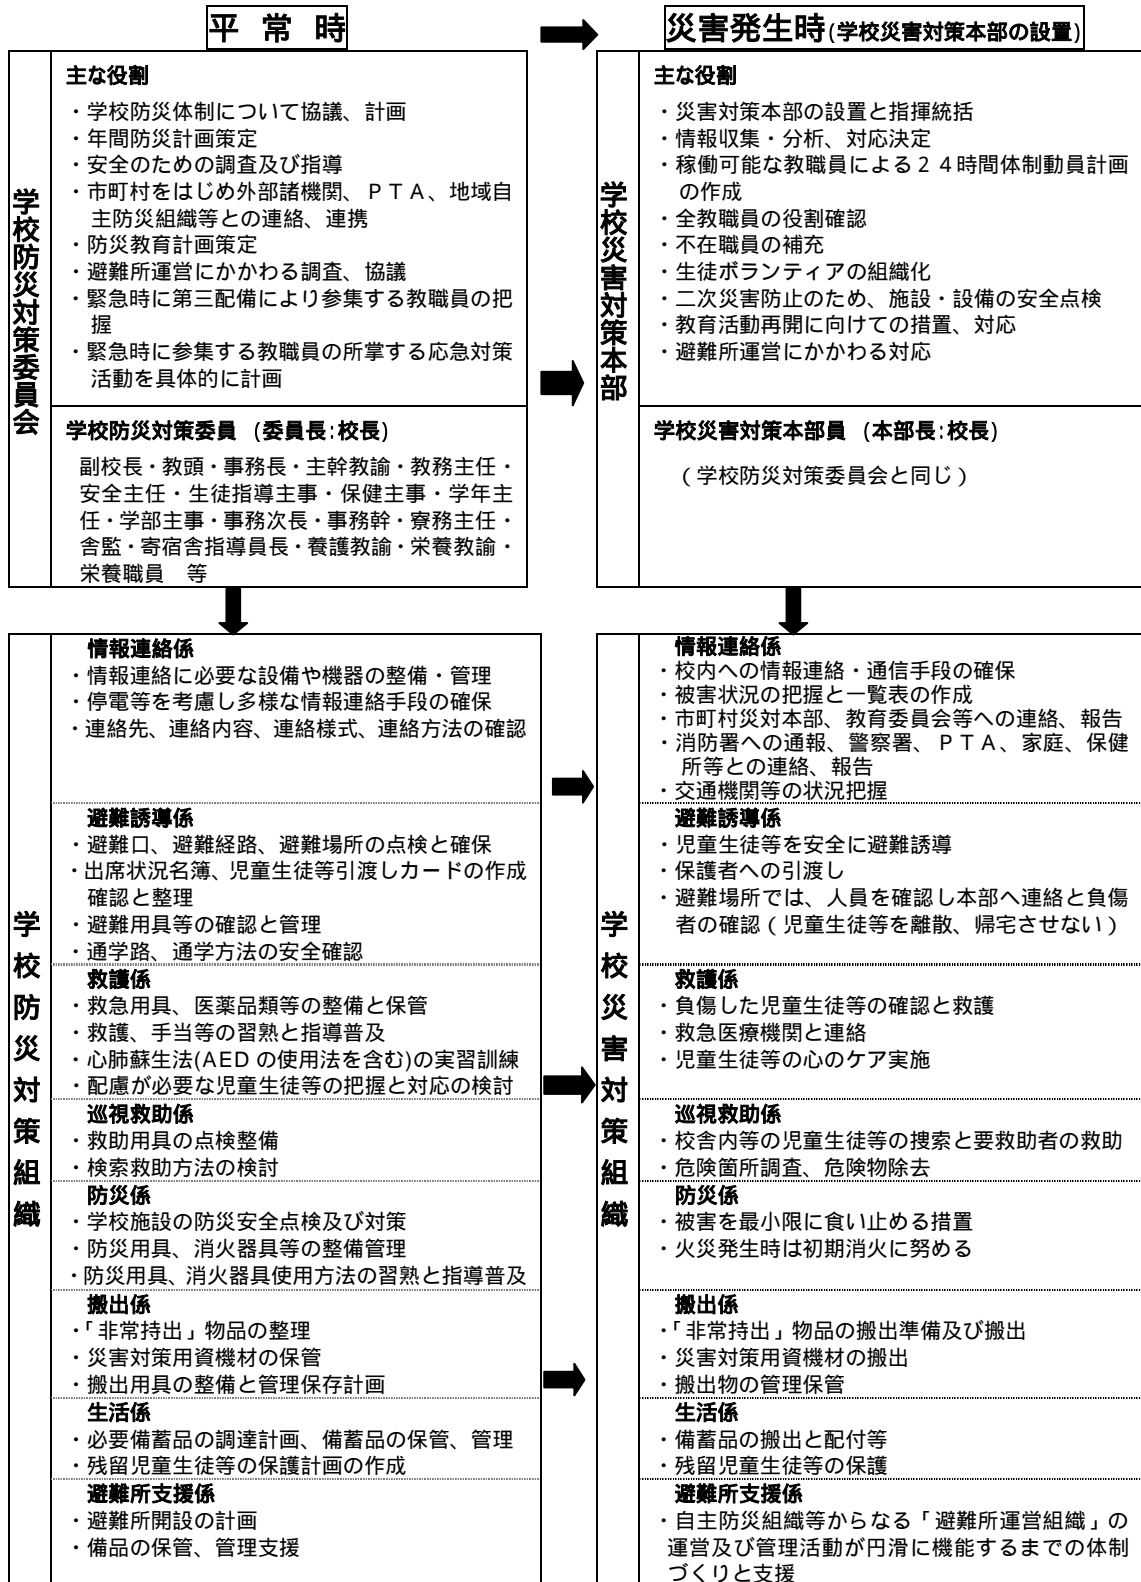 平 常 時
災害発生時(学校災害対策本部の設置)
学校防災対策委員会
主な役割
・学校防災体制について協議、計画
・年間防災計画策定
・安全のための調査及び指導
・市町村をはじめ外部諸機関、ＰＴＡ、地域自
主防災組織等との連絡、連携
・防災教育計画策定
・避難所運営にかかわる調査、協議
・緊急時に第三配備により参集する教職員の把
握
・緊急時に参集する教職員の所掌する応急対策
活動を具体的に計画
学校防災対策委員 (委員長:校長)
副校長・教頭・事務長・主幹教諭・教務主任・
安全主任・生徒指導主事・保健主事・学年主
任・学部主事・事務次長・事務幹・寮務主任・
舎監・寄宿舎指導員長・養護教諭・栄養教諭・
栄養職員　等
学校災害対策本部
主な役割
・災害対策本部の設置と指揮統括
・情報収集・分析、対応決定
・稼働可能な教職員による２４時間体制動員計画
の作成
・全教職員の役割確認
・不在職員の補充
・生徒ボランティアの組織化
・二次災害防止のため、施設・設備の安全点検
・教育活動再開に向けての措置、対応
・避難所運営にかかわる対応
学校災害対策本部員 (本部長:校長)
（学校防災対策委員会と同じ）
学校防災対策組織
情報連絡係
・情報連絡に必要な設備や機器の整備・管理
・停電等を考慮し多様な情報連絡手段の確保
・連絡先、連絡内容、連絡様式、連絡方法の確認
避難誘導係
・避難口、避難経路、避難場所の点検と確保
・出席状況名簿、児童生徒等引渡しカードの作成
確認と整理
・避難用具等の確認と管理
・通学路、通学方法の安全確認
救護係
・救急用具、医薬品類等の整備と保管
・救護、手当等の習熟と指導普及
・心肺蘇生法(AED の使用法を含む)の実習訓練
・配慮が必要な児童生徒等の把握と対応の検討
巡視救助係
・救助用具の点検整備
・検索救助方法の検討
防災係
・学校施設の防災安全点検及び対策
・防災用具、消火器具等の整備管理
・防災用具、消火器具使用方法の習熟と指導普及
搬出係
・「非常持出」物品の整理
・災害対策用資機材の保管
・搬出用具の整備と管理保存計画
生活係
・必要備蓄品の調達計画、備蓄品の保管、管理
・残留児童生徒等の保護計画の作成
避難所支援係
・避難所開設の計画
・備品の保管、管理支援
学校災害対策組織
情報連絡係
・校内への情報連絡・通信手段の確保
・被害状況の把握と一覧表の作成
・市町村災対本部、教育委員会等への連絡、報告
・消防署への通報、警察署、ＰＴＡ、家庭、保健
所等との連絡、報告
・交通機関等の状況把握
避難誘導係
・児童生徒等を安全に避難誘導
・保護者への引渡し
・避難場所では、人員を確認し本部へ連絡と負傷
者の確認（児童生徒等を離散、帰宅させない）
救護係
・負傷した児童生徒等の確認と救護
・救急医療機関と連絡
・児童生徒等の心のケア実施
巡視救助係
・校舎内等の児童生徒等の捜索と要救助者の救助
・危険箇所調査、危険物除去
防災係
・被害を最小限に食い止める措置
・火災発生時は初期消火に努める
搬出係
・「非常持出」物品の搬出準備及び搬出
・災害対策用資機材の搬出
・搬出物の管理保管
生活係
・備蓄品の搬出と配付等
・残留児童生徒等の保護
避難所支援係
・自主防災組織等からなる「避難所運営組織」の
運営及び管理活動が円滑に機能するまでの体制
づくりと支援